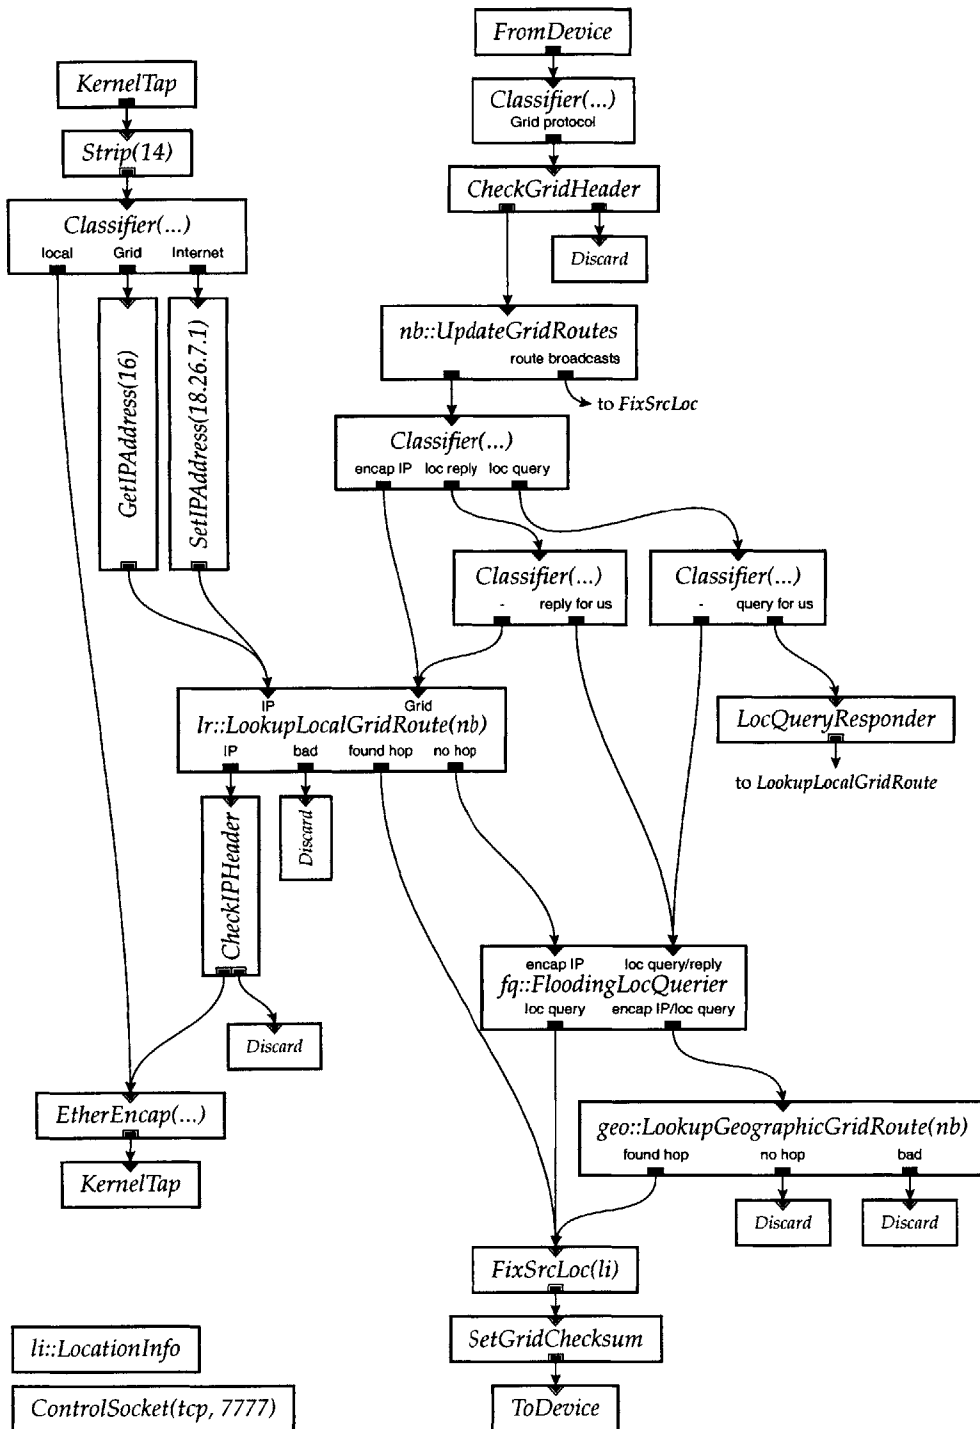 FromDevice
KernelTap
Classifier(...)
Grid protocol
Strip(14)
CheckGridHeader
Classifier(...)
local Grid Internet
Discard
GetIPAddress(16)
SetIPAddress(18.26.7.1)
nb::UpdateGridRoutes
route broadcasts
to FixSrcLoc
Classifier(...)
encap IP loc reply loc query
Classifier(...)
- reply for us
Classifier(...)
- query for us
IP Grid
lr::LookupLocalGridRoute(nb)
IP bad found hop no hop
LocQueryResponder
to LookupLocalGridRoute
CheckIPHeader
Discard
encap IP loc query/reply
fq::FloodingLocQuerier
loc query encap IP/loc query
Discard
EtherEncap(...)
geo::LookupGeographicGridRoute(nb)
found hop no hop bad
KernelTap
Discard
Discard
FixSrcLoc(li)
SetGridChecksum
li::LocationInfo
ToDevice
ControlSocket(tcp, 7777)